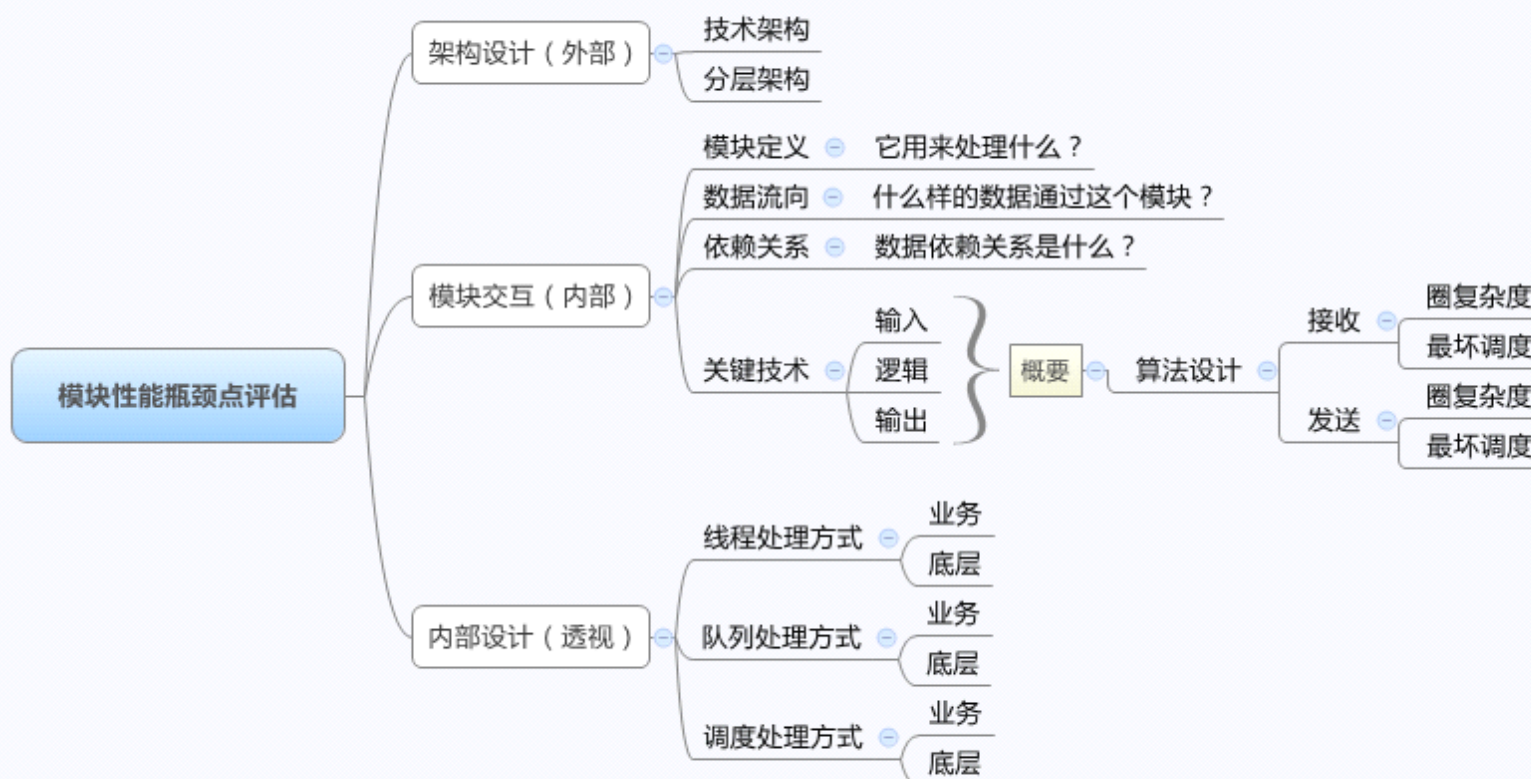 模块性能瓶颈点评估
架构设计（外部）
技术架构
分层架构
模块交互（内部）
模块定义
它用来处理什么？
数据流向
什么样的数据通过这个模块？
依赖关系
数据依赖关系是什么？
关键技术
输入
逻辑
输出
概要
算法设计
接收
圈复杂度
最坏调度
发送
圈复杂度
最坏调度
内部设计（透视）
线程处理方式
业务
底层
队列处理方式
业务
底层
调度处理方式
业务
底层